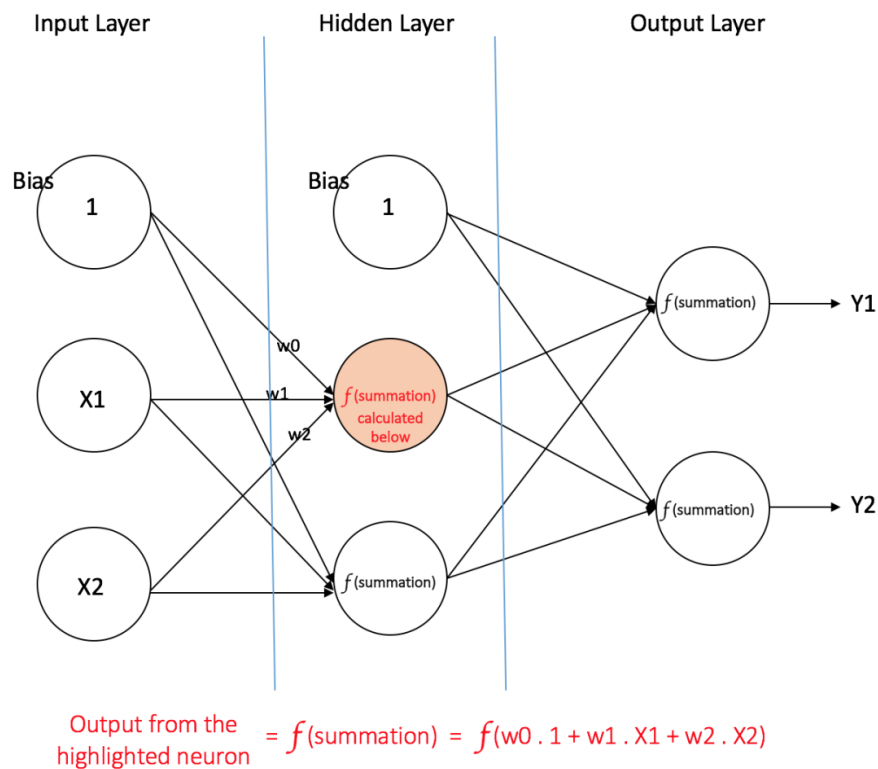 Input Layer
Hidden Layer
Output Layer
Bias
1
Bias
1
f(summation)
Y1
w0
X1
w1
f(summation)
calculated
below
w2
f(summation)
Y2
X2
f(summation)
Output from the
highlighted neuron
= f(summation) = f(w0 . 1 + w1 . X1 + w2 . X2)